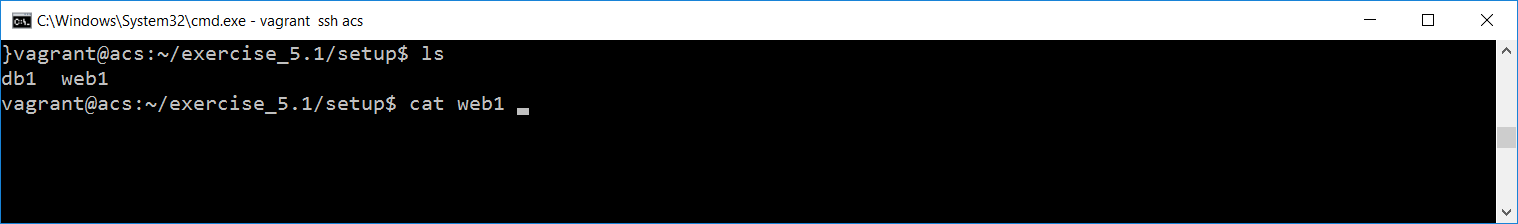 C:\Windows\System32\cmd.exe - vagrant  ssh acs
}vagrant@acs:~/exercise_5.1/setup$ ls
db1  web1
vagrant@acs:~/exercise_5.1/setup$ cat web1